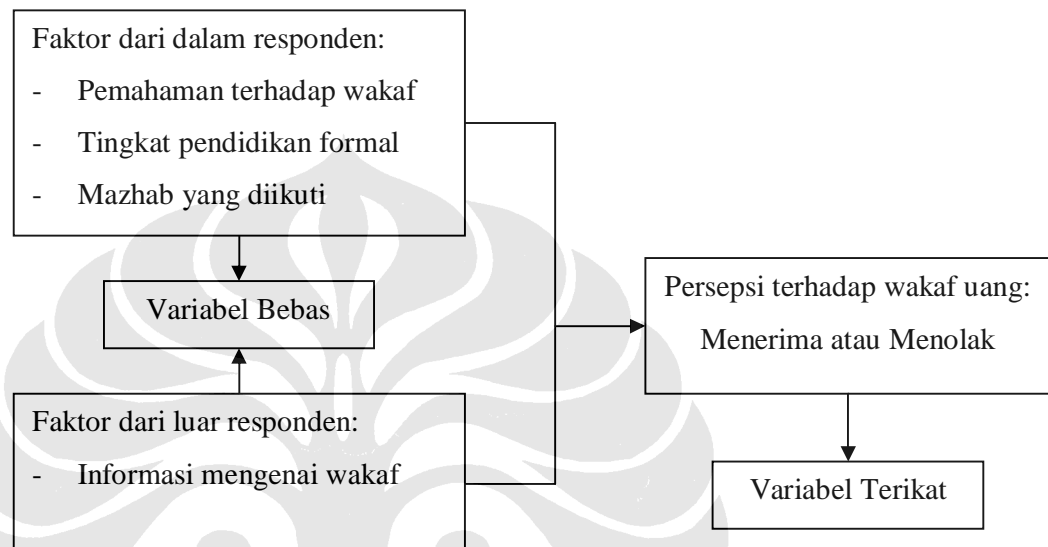 Faktor dari dalam responden:
- Pemahaman terhadap wakaf
- Tingkat pendidikan formal
- Mazhab yang diikuti
Variabel Bebas
Faktor dari luar responden:
- Informasi mengenai wakaf
Persepsi terhadap wakaf uang:
Menerima atau Menolak
Variabel Terikat